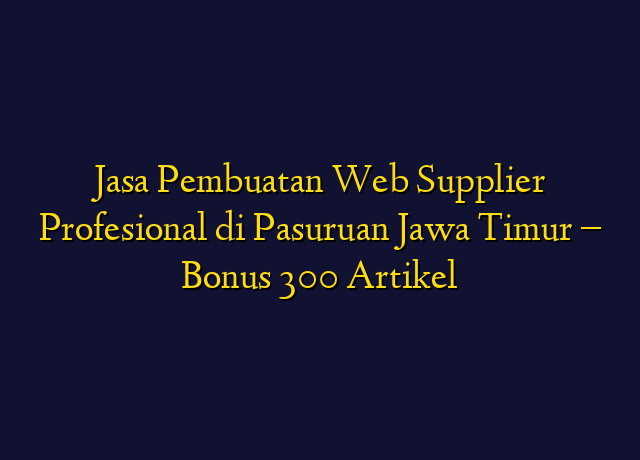 Jasa Pembuatan Web Supplier
Profesional di Pasuruan Jawa Timur –
Bonus 300 Artikel